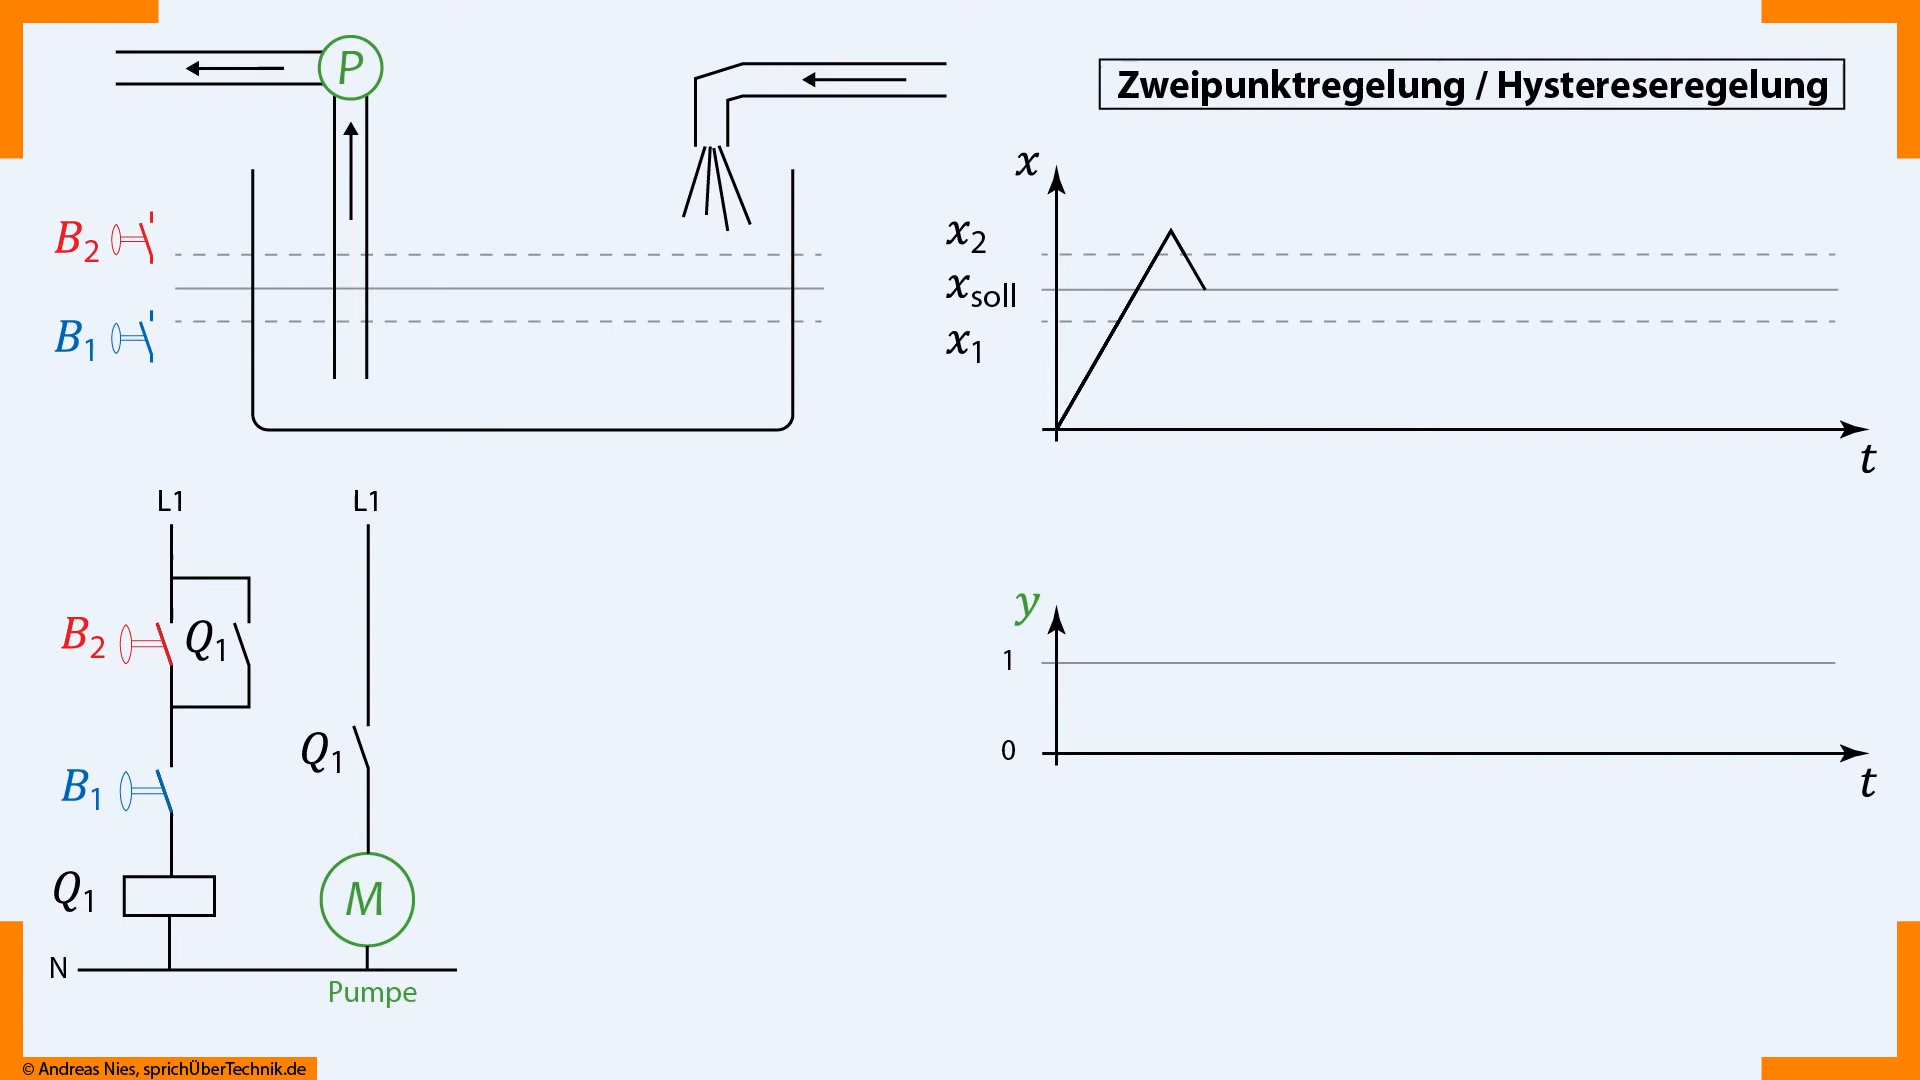 P
Zweipunktregelung / Hystereseregelung
x
B2
x2
xsoll
B1
x1
t
L1
L1
y
B2
Q1
1
Q1
0
t
B1
Q1
M
N
Pumpe
© Andreas Nies, sprichÜberTechnik.de